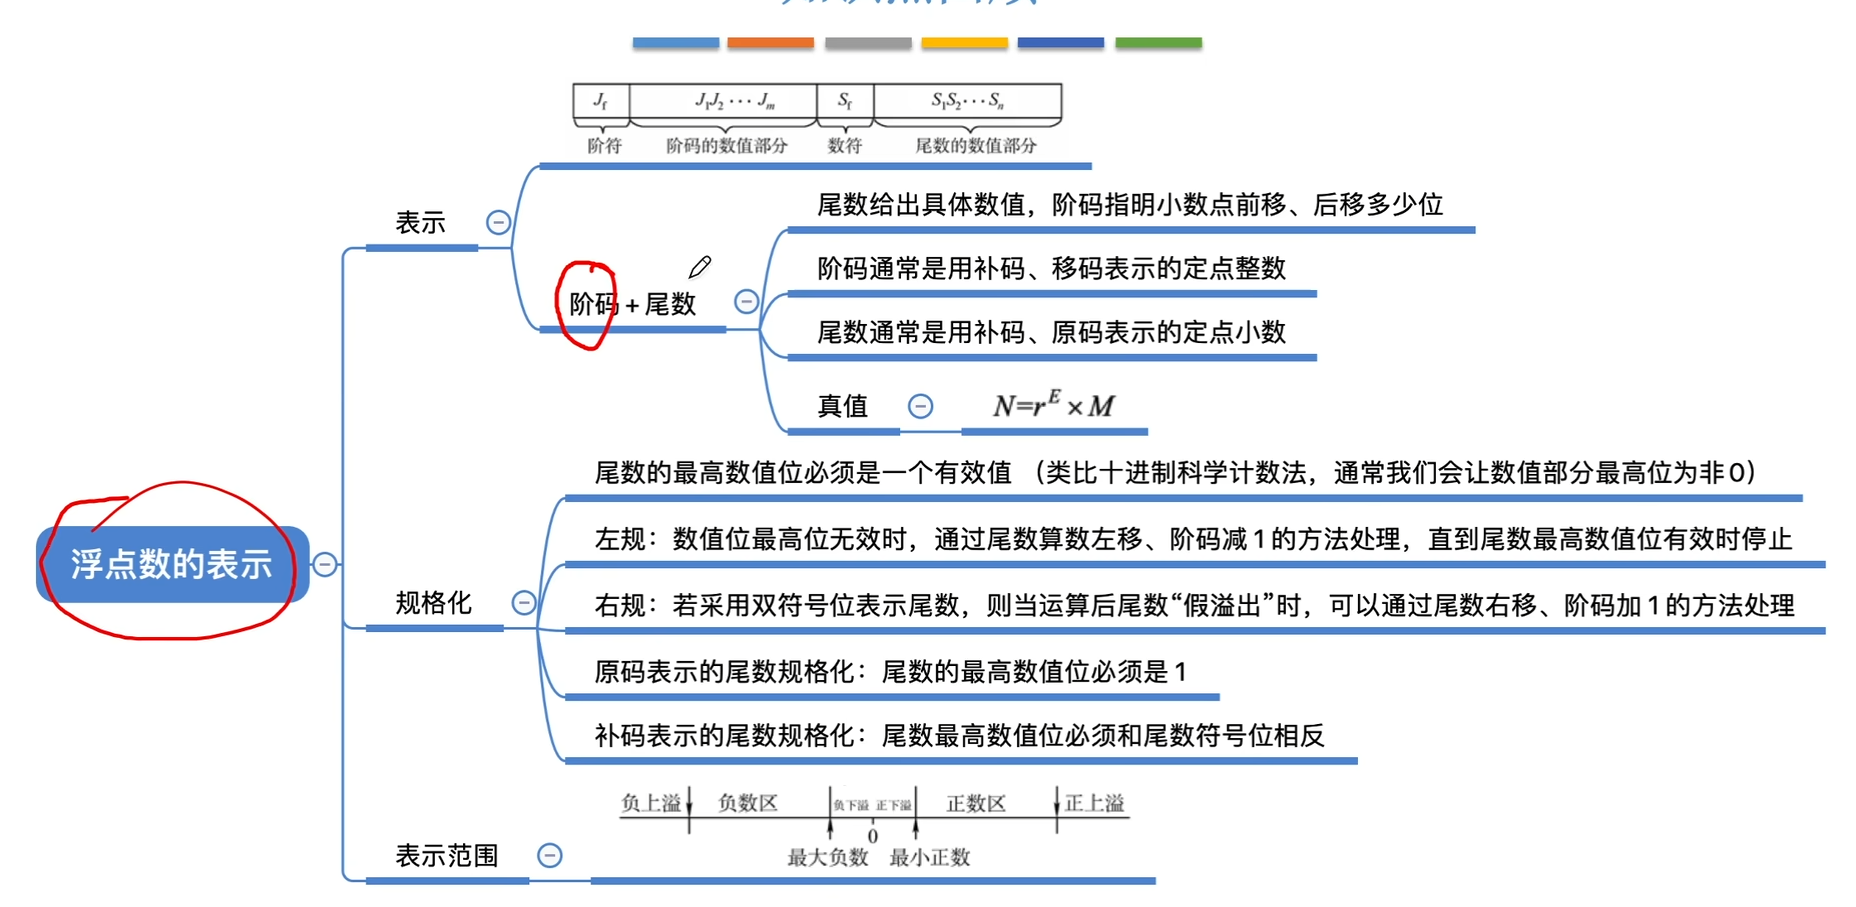 J_f J_1J_2 ··· J_m S_f S_1S_2 ··· S_n
阶符 阶码的数值部分 数符 尾数的数值部分
表示
阶码 + 尾数
尾数给出具体数值，阶码指明小数点前移、后移多少位
阶码通常是用补码、移码表示的定点整数
尾数通常是用补码、原码表示的定点小数
真值
N=r^E × M
浮点数的表示
规格化
尾数的最高数值位必须是一个有效值 （类比十进制科学计数法，通常我们会让数值部分最高位为非0）
左规：数值位最高位无效时，通过尾数算数左移、阶码减1的方法处理，直到尾数最高数值位有效时停止
右规：若采用双符号位表示尾数，则当运算后尾数“假溢出”时，可以通过尾数右移、阶码加1的方法处理
原码表示的尾数规格化：尾数的最高数值位必须是1
补码表示的尾数规格化：尾数最高数值位必须和尾数符号位相反
表示范围
负上溢 负数区 负下溢 正下溢 正数区 正上溢
0
最大负数 最小正数